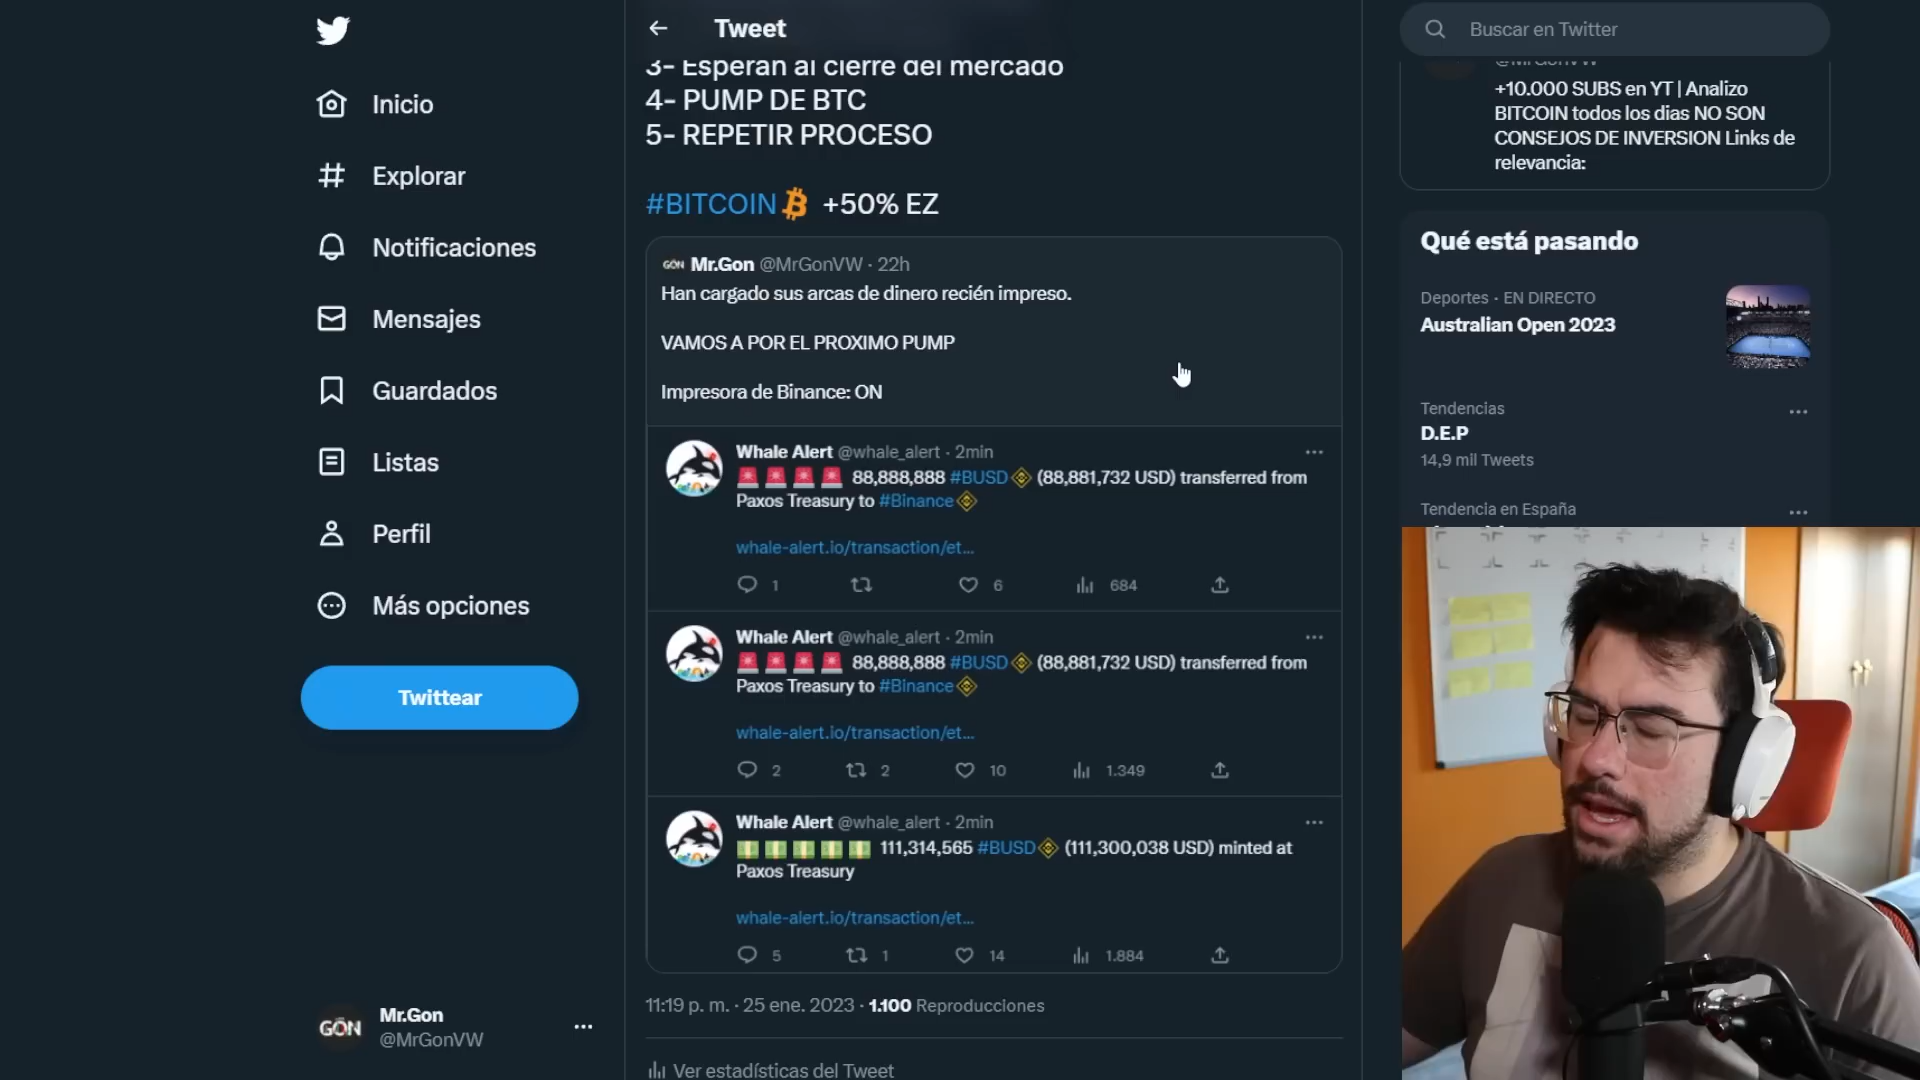 Tweet
3- Esperan al cierre del mercado
4- PUMP DE BTC
5- REPETIR PROCESO
#BITCOIN +50% EZ
Mr.Gon @MrGonVW · 22h
Han cargado sus arcas de dinero recién impreso.
VAMOS A POR EL PROXIMO PUMP
Impresora de Binance: ON
Whale Alert @whale_alert · 2min
88,888,888 #BUSD (88,881,732 USD) transferred from
Paxos Treasury to #Binance
whale-alert.io/transaction/et...
1 6 684
Whale Alert @whale_alert · 2min
88,888,888 #BUSD (88,881,732 USD) transferred from
Paxos Treasury to #Binance
whale-alert.io/transaction/et...
2 2 10 1.349
Whale Alert @whale_alert · 2min
111,314,565 #BUSD (111,300,038 USD) minted at
Paxos Treasury
whale-alert.io/transaction/et...
5 1 14 1.884
11:19 p. m. · 25 ene. 2023 · 1.100 Reproducciones
Ver estadísticas del Tweet
Inicio
Explorar
Notificaciones
Mensajes
Guardados
Listas
Perfil
Más opciones
Twittear
GŌN
Mr.Gon
@MrGonVW
Buscar en Twitter
@MrGonVW
+10.000 SUBS en YT | Analizo
BITCOIN todos los dias NO SON
CONSEJOS DE INVERSION Links de
relevancia:
Qué está pasando
Deportes · EN DIRECTO
Australian Open 2023
Tendencias
D.E.P
14,9 mil Tweets
Tendencia en España